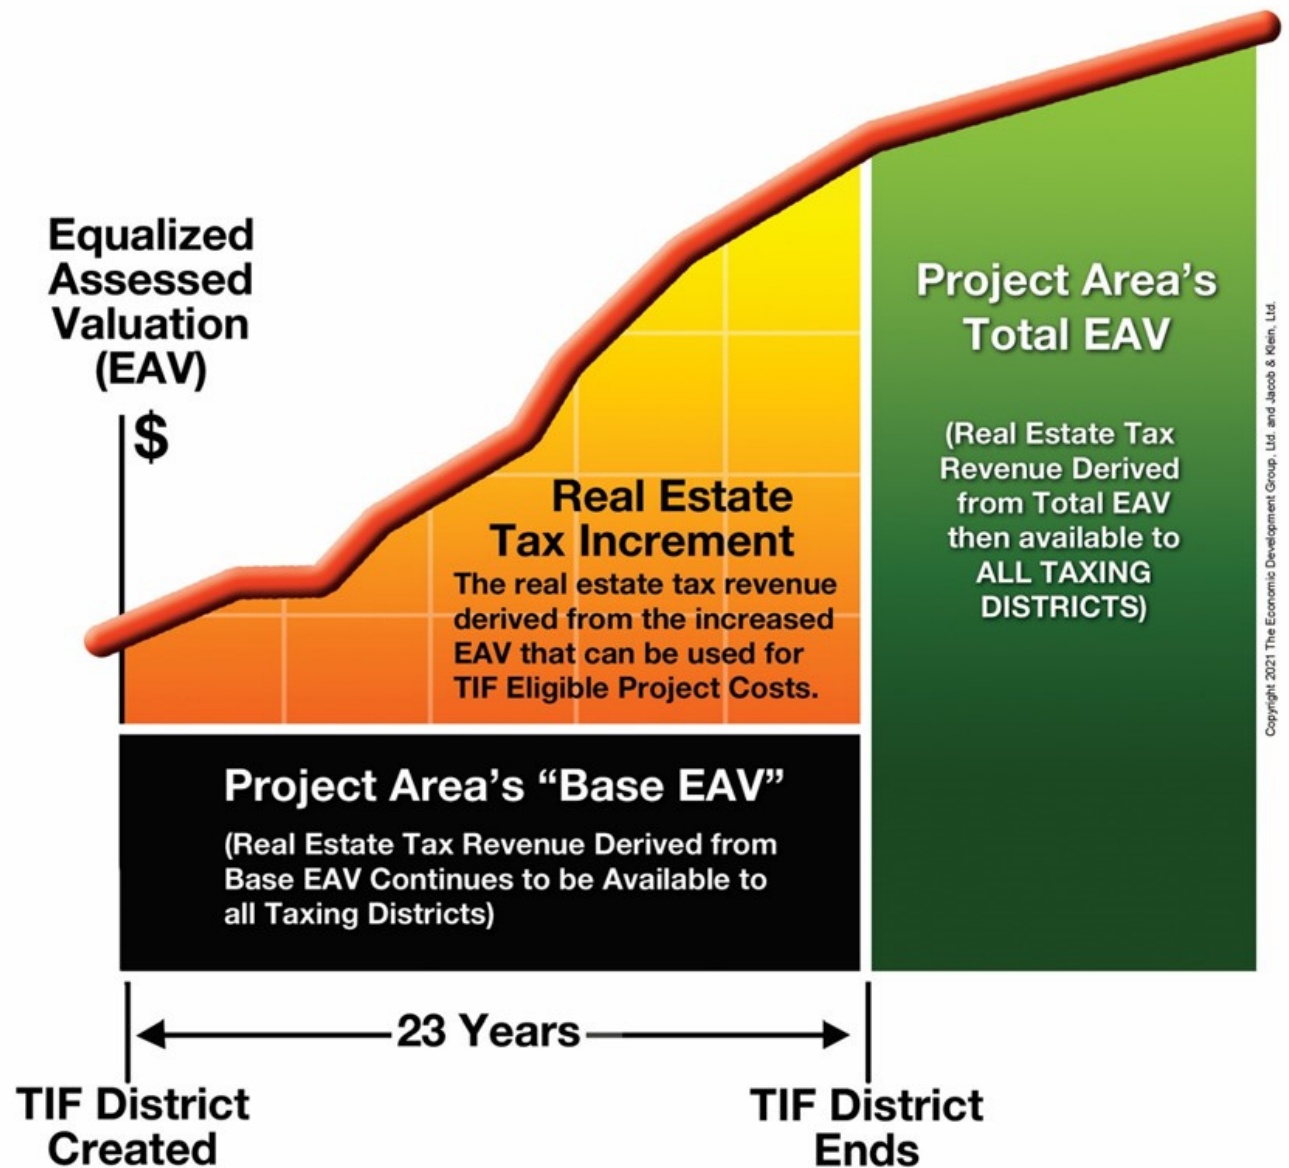 Equalized
Assessed
Valuation
(EAV)
$
Real Estate
Tax Increment
The real estate tax revenue
derived from the increased
EAV that can be used for
TIF Eligible Project Costs.
Project Area's
Total EAV
(Real Estate Tax
Revenue Derived
from Total EAV
then available to
ALL TAXING
DISTRICTS)
Copyright 2021 The Economic Development Group, Ltd. and Jacob & Klein, Ltd.
Project Area's “Base EAV”
(Real Estate Tax Revenue Derived from
Base EAV Continues to be Available to
all Taxing Districts)
23 Years
TIF District
Created
TIF District
Ends